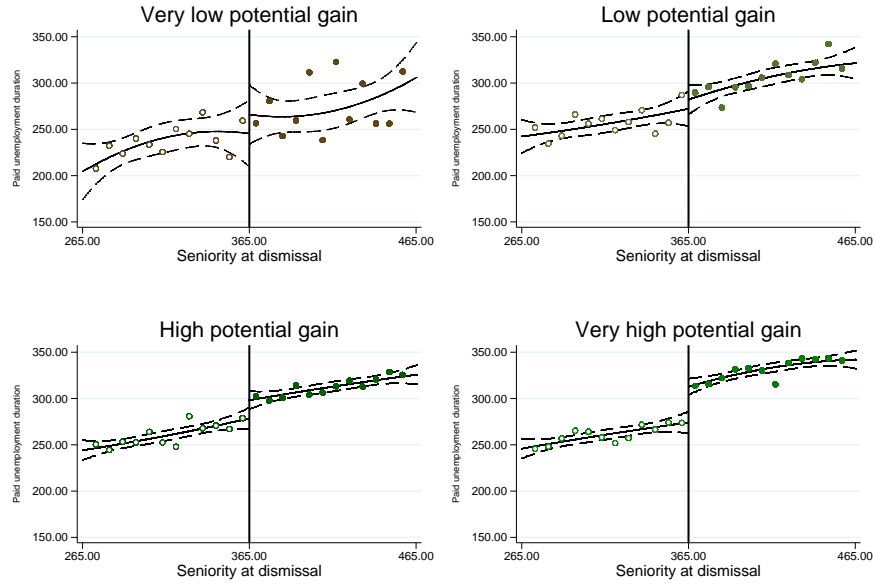 Very low potential gain
Paid unemployment duration
350.00
300.00
250.00
200.00
150.00
265.00 365.00 465.00
Seniority at dismissal
Low potential gain
Paid unemployment duration
350.00
300.00
250.00
200.00
150.00
265.00 365.00 465.00
Seniority at dismissal
High potential gain
Paid unemployment duration
350.00
300.00
250.00
200.00
150.00
265.00 365.00 465.00
Seniority at dismissal
Very high potential gain
Paid unemployment duration
350.00
300.00
250.00
200.00
150.00
265.00 365.00 465.00
Seniority at dismissal